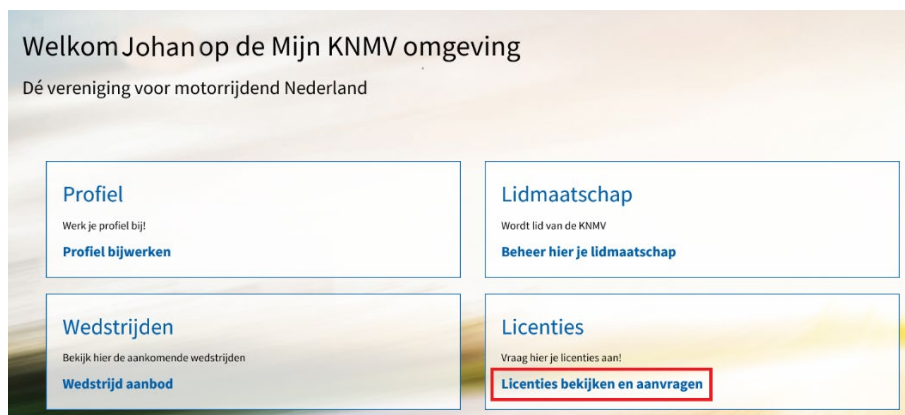 Welkom Johan op de Mijn KNMV omgeving
Dé vereniging voor motorrijdend Nederland
Profiel
Werk je profiel bij!
Profiel bijwerken
Lidmaatschap
Wordt lid van de KNMV
Beheer hier je lidmaatschap
Wedstrijden
Bekijk hier de aankomende wedstrijden
Wedstrijd aanbod
Licenties
Vraag hier je licenties aan!
Licenties bekijken en aanvragen